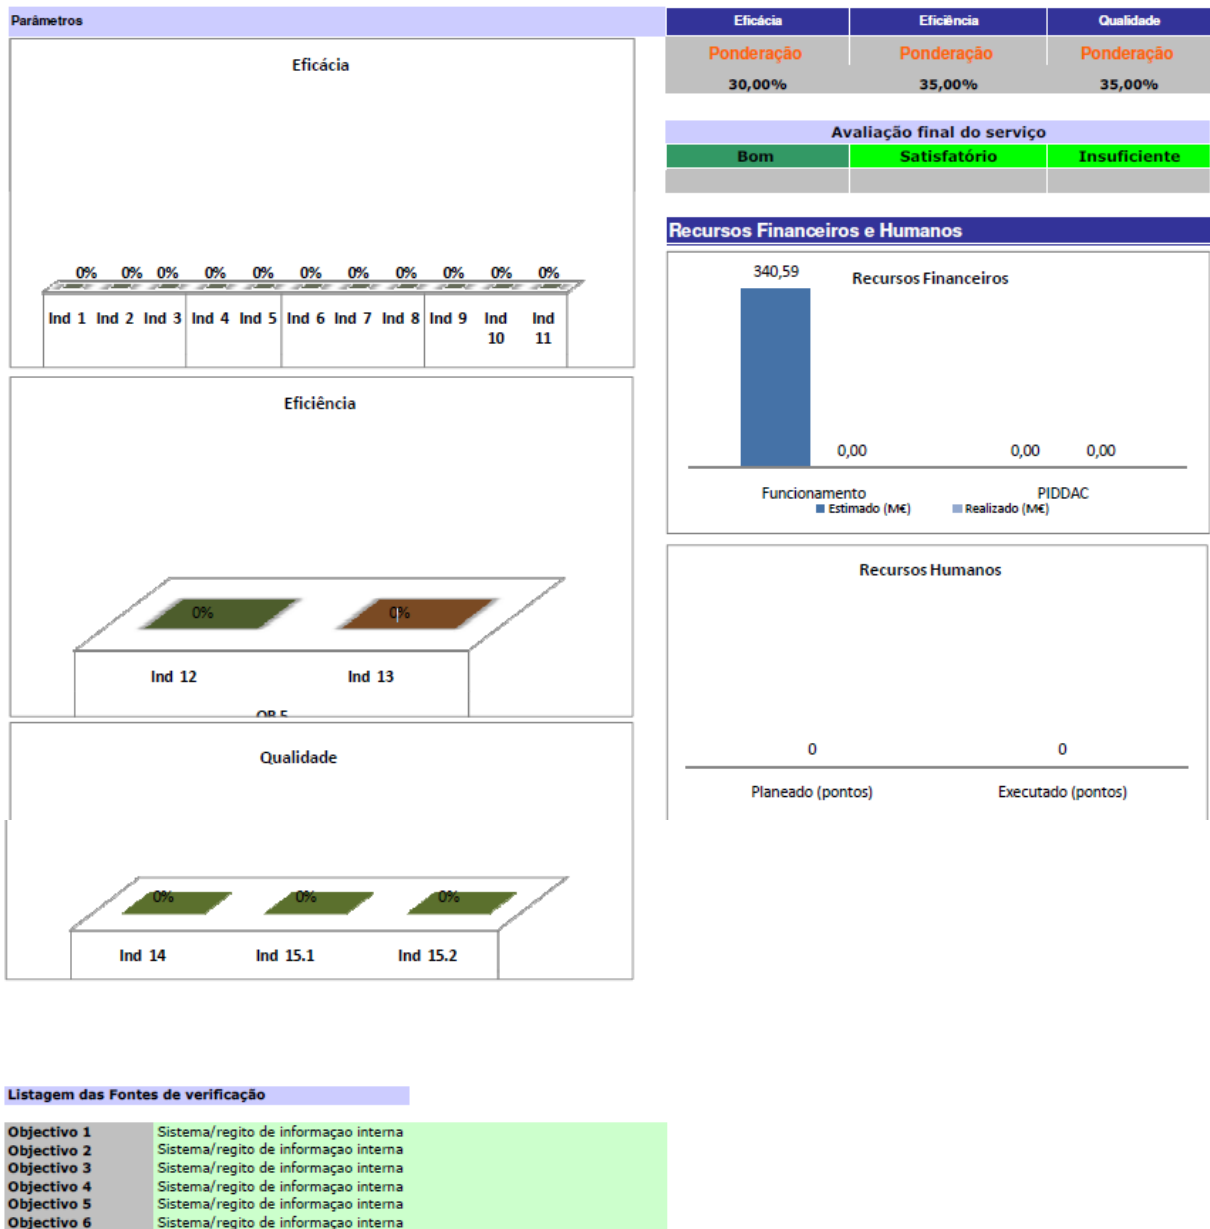 Parâmetros
Eficácia Eficiência Qualidade
Ponderação Ponderação Ponderação
30,00% 35,00% 35,00%
Avaliação final do serviço
Bom Satisfatório Insuficiente
Eficácia
0% 0% 0% 0% 0% 0% 0% 0% 0% 0% 0%
Ind 1 Ind 2 Ind 3 Ind 4 Ind 5 Ind 6 Ind 7 Ind 8 Ind 9 Ind 10 Ind 11
Eficiência
0% 0%
Ind 12 Ind 13
OB 5
Qualidade
0% 0% 0%
Ind 14 Ind 15.1 Ind 15.2
Recursos Financeiros e Humanos
Recursos Financeiros
340,59
0,00 0,00 0,00
Funcionamento PIDDAC
Estimado (M€) Realizado (M€)
Recursos Humanos
0 0
Planeado (pontos) Executado (pontos)
Listagem das Fontes de verificação
Objectivo 1 Sistema/regito de informaçao interna
Objectivo 2 Sistema/regito de informaçao interna
Objectivo 3 Sistema/regito de informaçao interna
Objectivo 4 Sistema/regito de informaçao interna
Objectivo 5 Sistema/regito de informaçao interna
Objectivo 6 Sistema/regito de informaçao interna